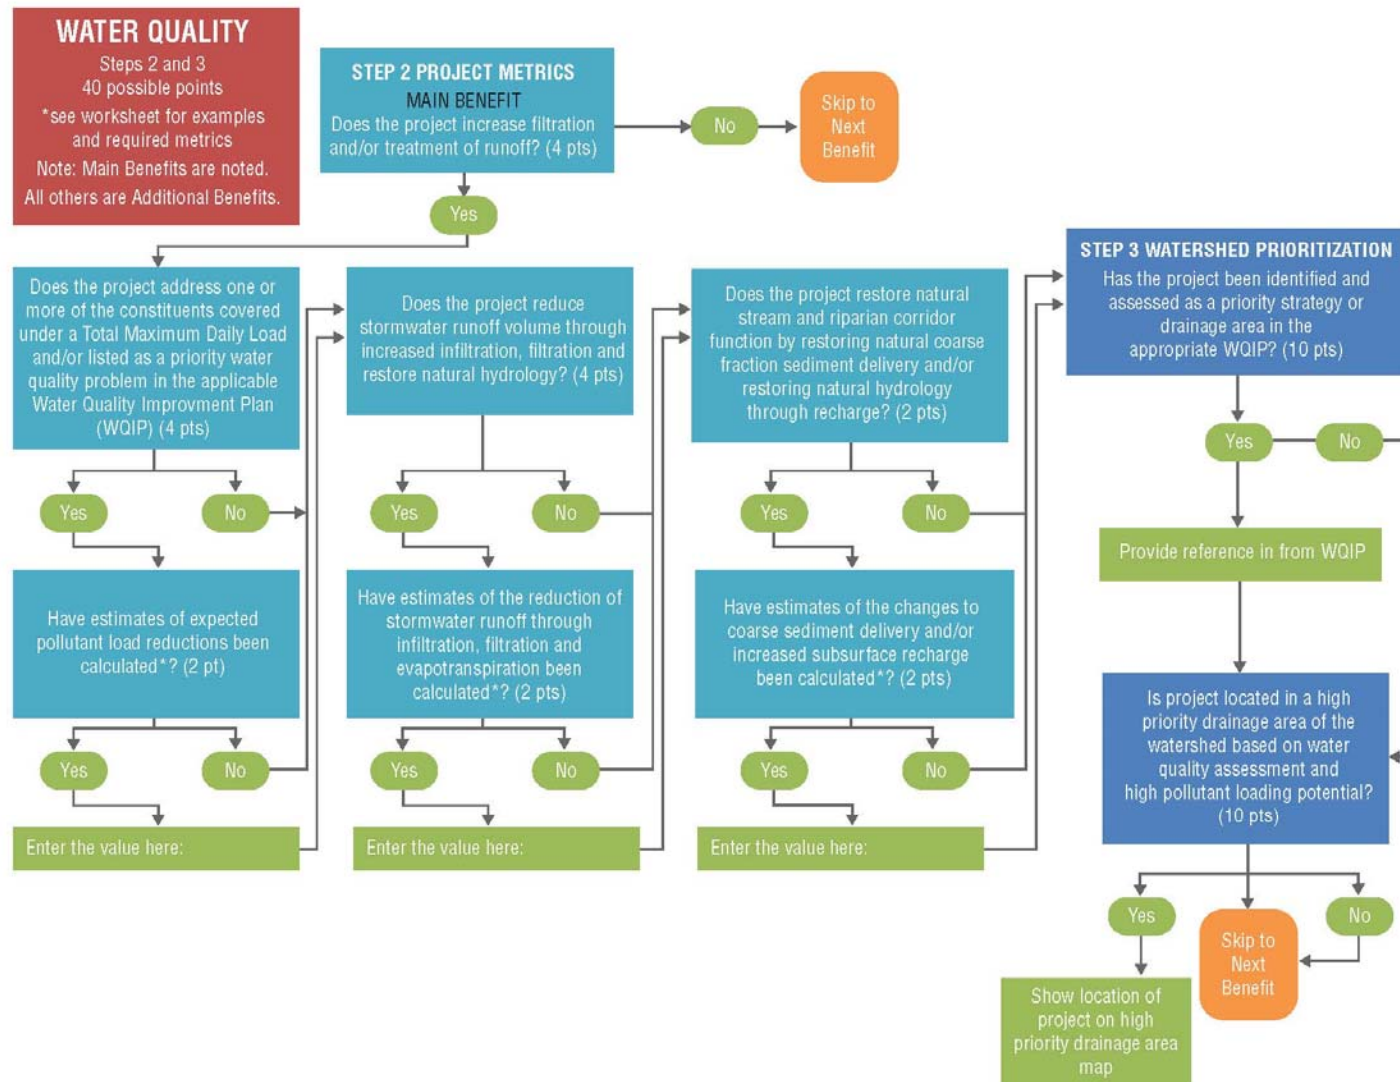 WATER QUALITY
Steps 2 and 3
40 possible points
*see worksheet for examples
and required metrics
Note: Main Benefits are noted.
All others are Additional Benefits.
STEP 2 PROJECT METRICS
MAIN BENEFIT
Does the project increase filtration
and/or treatment of runoff? (4 pts)
No
Skip to
Next
Benefit
Yes
Does the project address one or
more of the constituents covered
under a Total Maximum Daily Load
and/or listed as a priority water
quality problem in the applicable
Water Quality Improvment Plan
(WQIP) (4 pts)
Yes
No
Have estimates of expected
pollutant load reductions been
calculated*? (2 pt)
Yes
No
Enter the value here:
Does the project reduce
stormwater runoff volume through
increased infiltration, filtration and
restore natural hydrology? (4 pts)
Yes
No
Have estimates of the reduction of
stormwater runoff through
infiltration, filtration and
evapotranspiration been
calculated*? (2 pts)
Yes
No
Enter the value here:
Does the project restore natural
stream and riparian corridor
function by restoring natural coarse
fraction sediment delivery and/or
restoring natural hydrology
through recharge? (2 pts)
Yes
No
Have estimates of the changes to
coarse sediment delivery and/or
increased subsurface recharge
been calculated*? (2 pts)
Yes
No
Enter the value here:
STEP 3 WATERSHED PRIORITIZATION
Has the project been identified and
assessed as a priority strategy or
drainage area in the
appropriate WQIP? (10 pts)
Yes
No
Provide reference in from WQIP
Is project located in a high
priority drainage area of the
watershed based on water
quality assessment and
high pollutant loading potential?
(10 pts)
Yes
No
Skip to
Next
Benefit
Show location of
project on high
priority drainage area
map